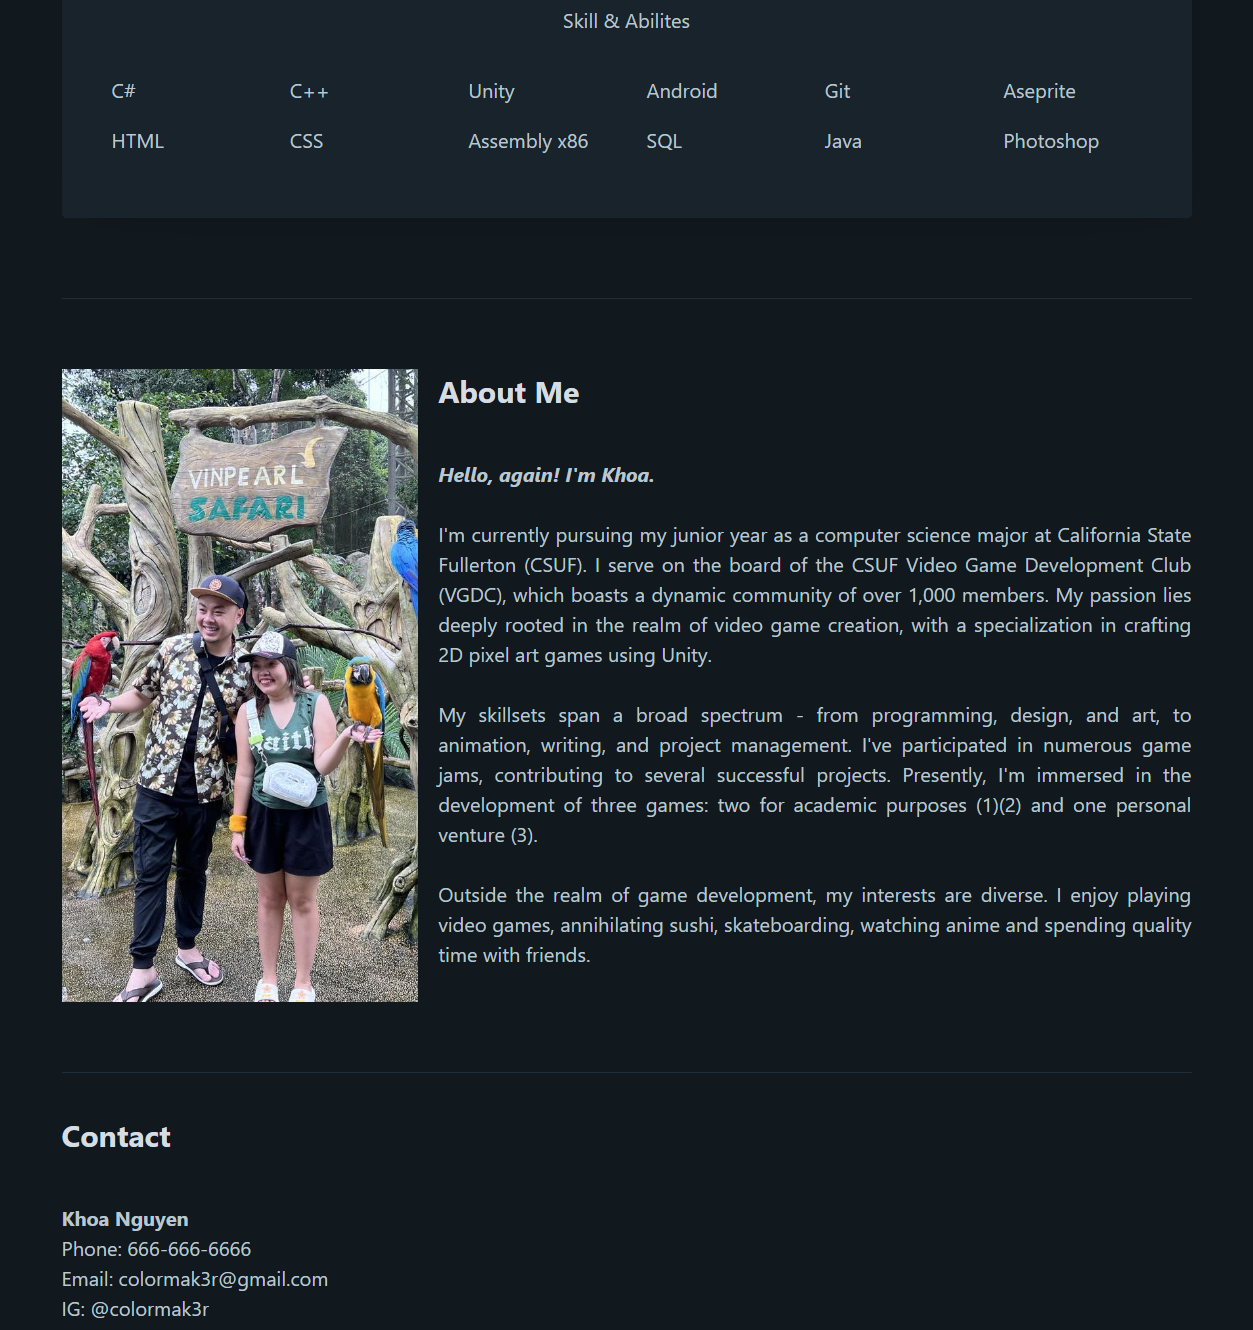 Skill & Abilites
C# C++ Unity Android Git Aseprite
HTML CSS Assembly x86 SQL Java Photoshop
VINPEARL
SAFARI
faith
About Me
Hello, again! I'm Khoa.
I'm currently pursuing my junior year as a computer science major at California State
Fullerton (CSUF). I serve on the board of the CSUF Video Game Development Club
(VGDC), which boasts a dynamic community of over 1,000 members. My passion lies
deeply rooted in the realm of video game creation, with a specialization in crafting
2D pixel art games using Unity.
My skillsets span a broad spectrum - from programming, design, and art, to
animation, writing, and project management. I've participated in numerous game
jams, contributing to several successful projects. Presently, I'm immersed in the
development of three games: two for academic purposes (1)(2) and one personal
venture (3).
Outside the realm of game development, my interests are diverse. I enjoy playing
video games, annihilating sushi, skateboarding, watching anime and spending quality
time with friends.
Contact
Khoa Nguyen
Phone: 666-666-6666
Email: colormak3r@gmail.com
IG: @colormak3r